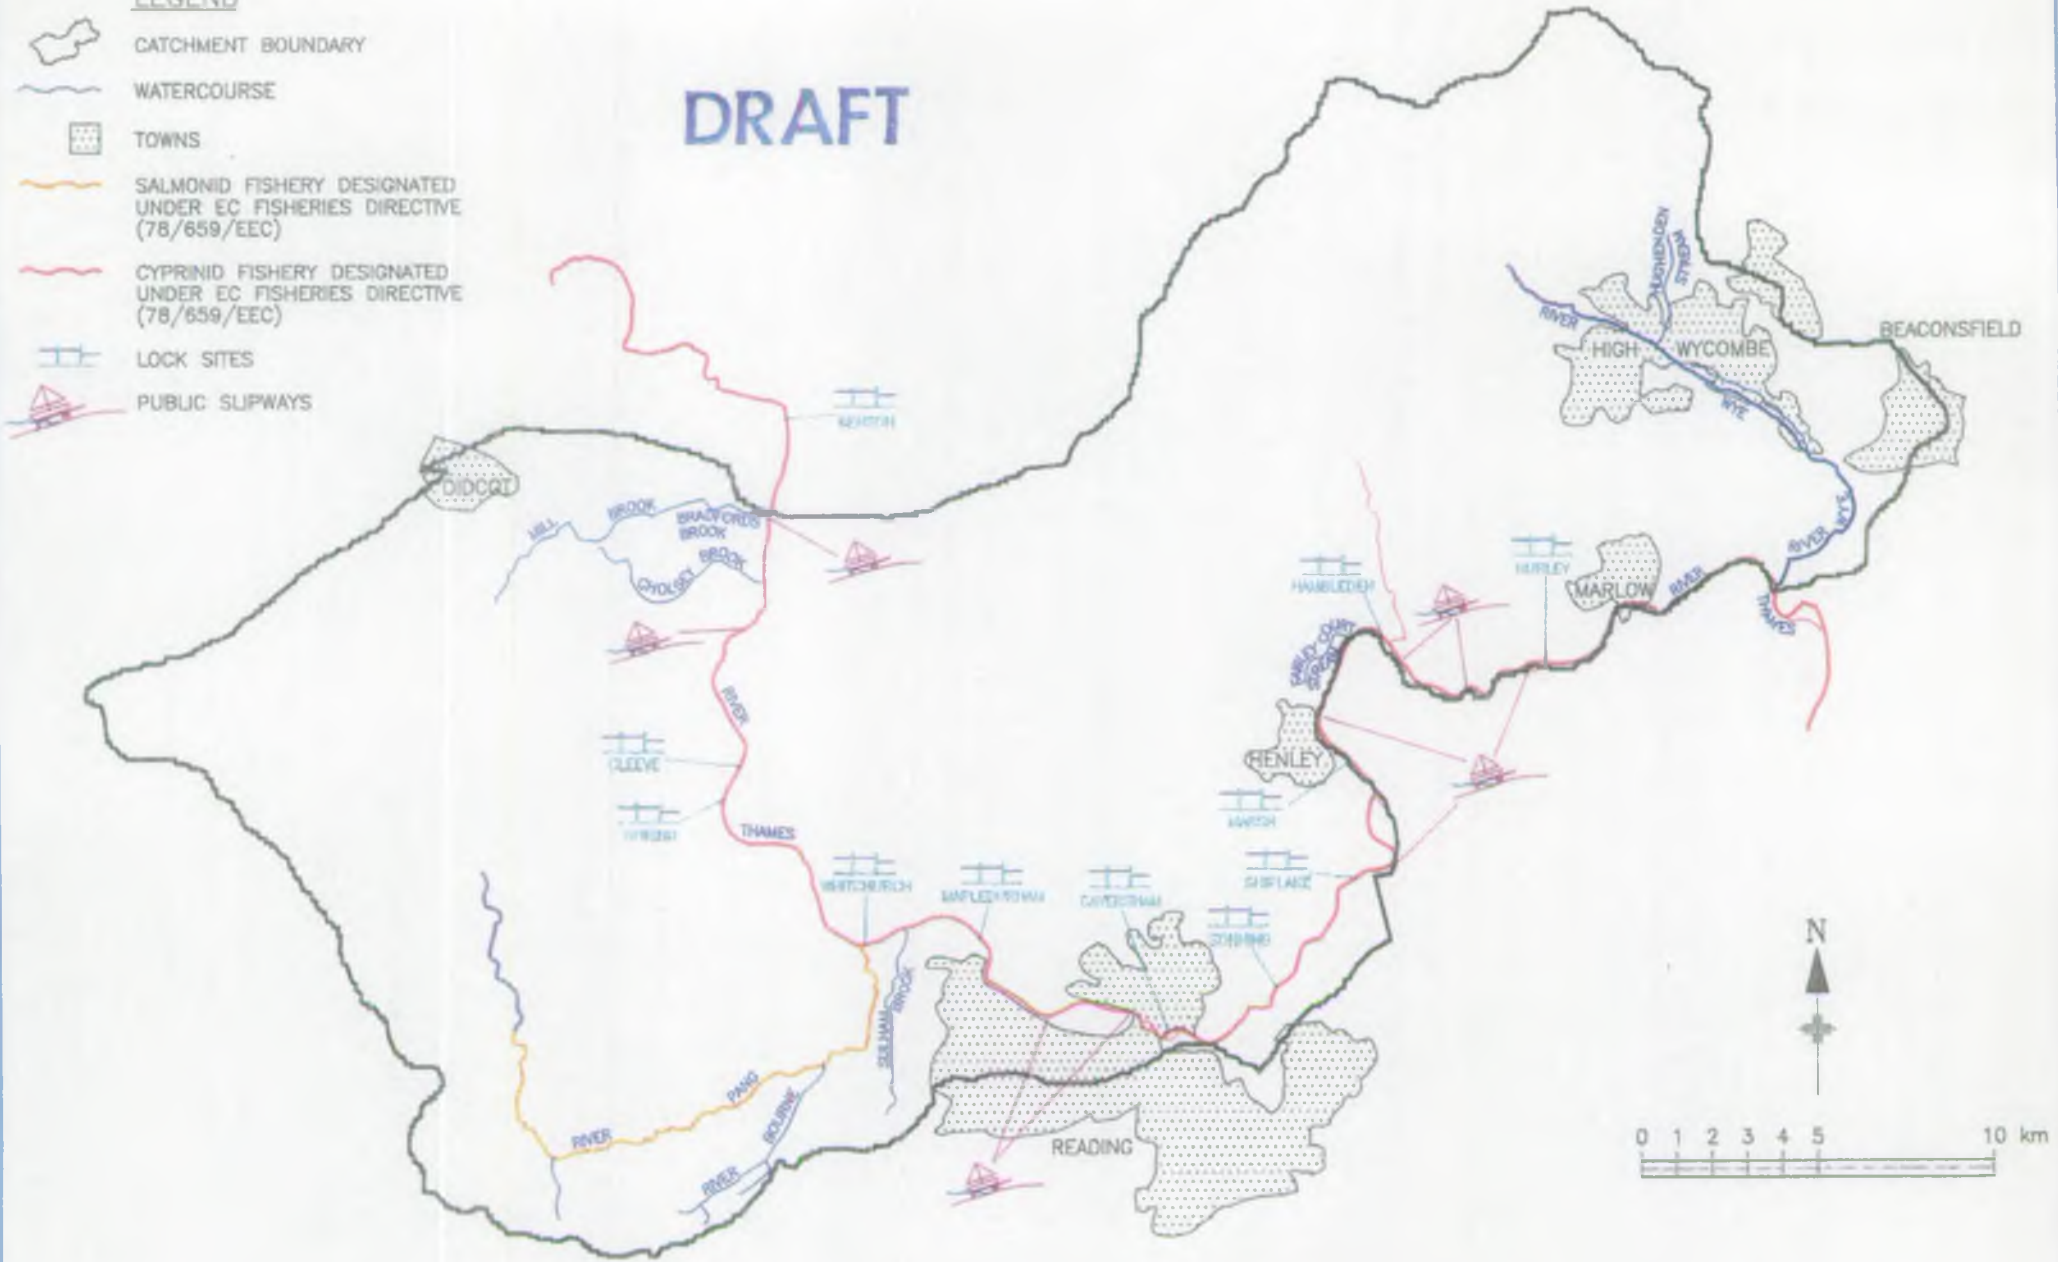 LEGEND
CATCHMENT BOUNDARY
WATERCOURSE
TOWNS
SALMONID FISHERY DESIGNATED
UNDER EC FISHERIES DIRECTIVE
(78/659/EEC)
CYPRINID FISHERY DESIGNATED
UNDER EC FISHERIES DIRECTIVE
(78/659/EEC)
LOCK SITES
PUBLIC SLIPWAYS
DRAFT
HUGHENDEN
STREAM
RIVER
HIGH WYCOMBE
WYE
BEACONSFIELD
RIVER WYE
DIDCOT
MILL BROOK
BRADFORDS
BROOK
CHOLSEY BROOK
BENSON
HAMBLEDEN
HURLEY
MARLOW
RIVER
THAMES
FAWLEY COURT
STREAM
HENLEY
RIVER
CLEEVE
THAMES
MARSH
WHITCHURCH
MAPLEDURHAM
CAVERSHAM
SHIPLAKE
SONNING
SULHAM
BROOK
PANG
RIVER
BOURNE
RIVER
READING
N
0 1 2 3 4 5 10 km